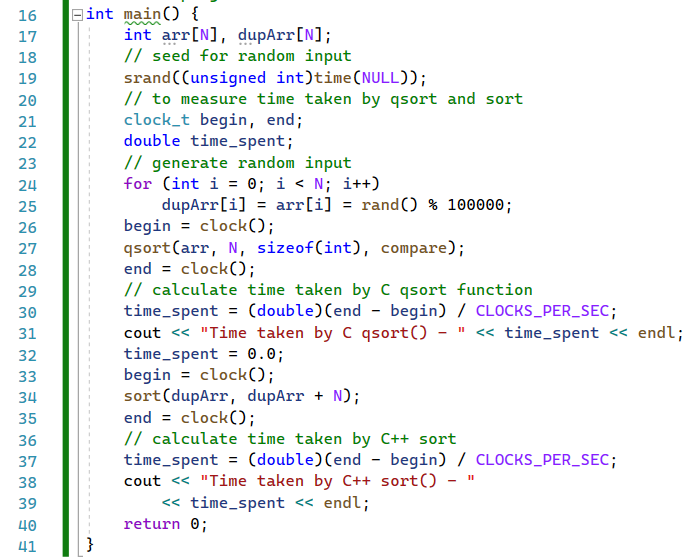 16 int main() {
17 int arr[N], dupArr[N];
18 // seed for random input
19 srand((unsigned int)time(NULL));
20 // to measure time taken by qsort and sort
21 clock_t begin, end;
22 double time_spent;
23 // generate random input
24 for (int i = 0; i < N; i++)
25 dupArr[i] = arr[i] = rand() % 100000;
26 begin = clock();
27 qsort(arr, N, sizeof(int), compare);
28 end = clock();
29 // calculate time taken by C qsort function
30 time_spent = (double)(end - begin) / CLOCKS_PER_SEC;
31 cout << "Time taken by C qsort() - " << time_spent << endl;
32 time_spent = 0.0;
33 begin = clock();
34 sort(dupArr, dupArr + N);
35 end = clock();
36 // calculate time taken by C++ sort
37 time_spent = (double)(end - begin) / CLOCKS_PER_SEC;
38 cout << "Time taken by C++ sort() - "
39 << time_spent << endl;
40 return 0;
41 }